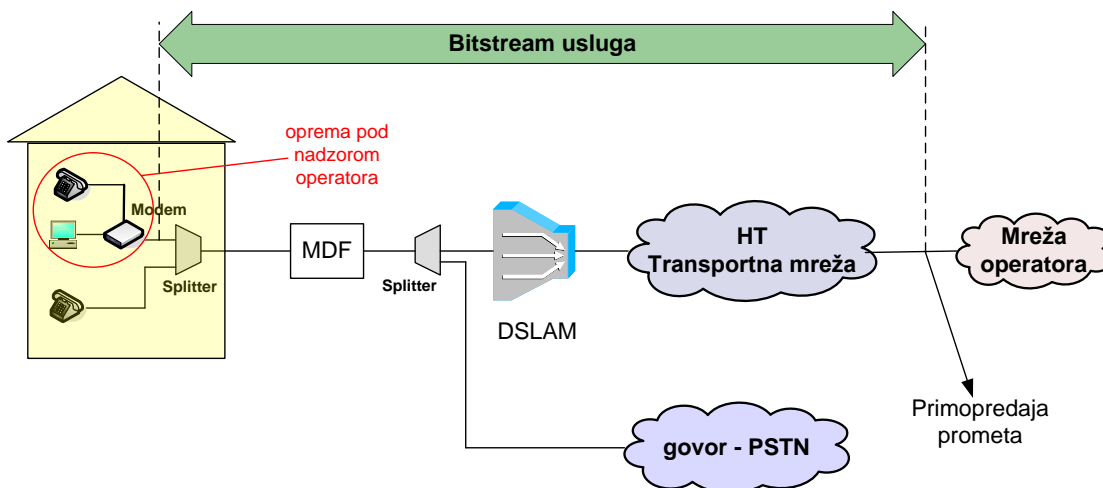 Bitstream usluga
oprema pod
nadzorom
operatora
Modem
Splitter
MDF
Splitter
DSLAM
HT
Transportna mreža
Mreža
operatora
Primopredaja
prometa
govor - PSTN